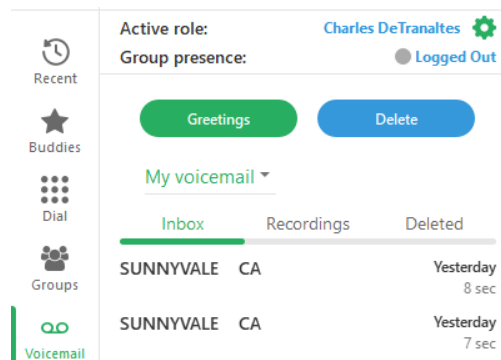 Active role: Charles DeTranaltes
Group presence: Logged Out
Recent
Buddies
Dial
Groups
Voicemail
Greetings Delete
My voicemail
Inbox Recordings Deleted
SUNNYVALE CA Yesterday
8 sec
SUNNYVALE CA Yesterday
7 sec